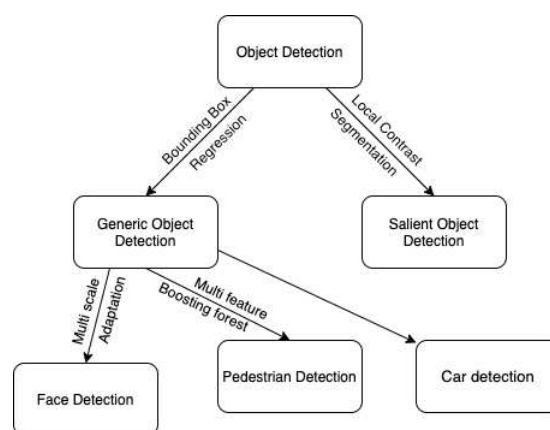 Object Detection
Bounding Box
Regression
Local Contrast
Segmentation
Generic Object
Detection
Salient Object
Detection
Multi scale
Adaptation
Multi feature
Boosting forest
Face Detection
Pedestrian Detection
Car detection